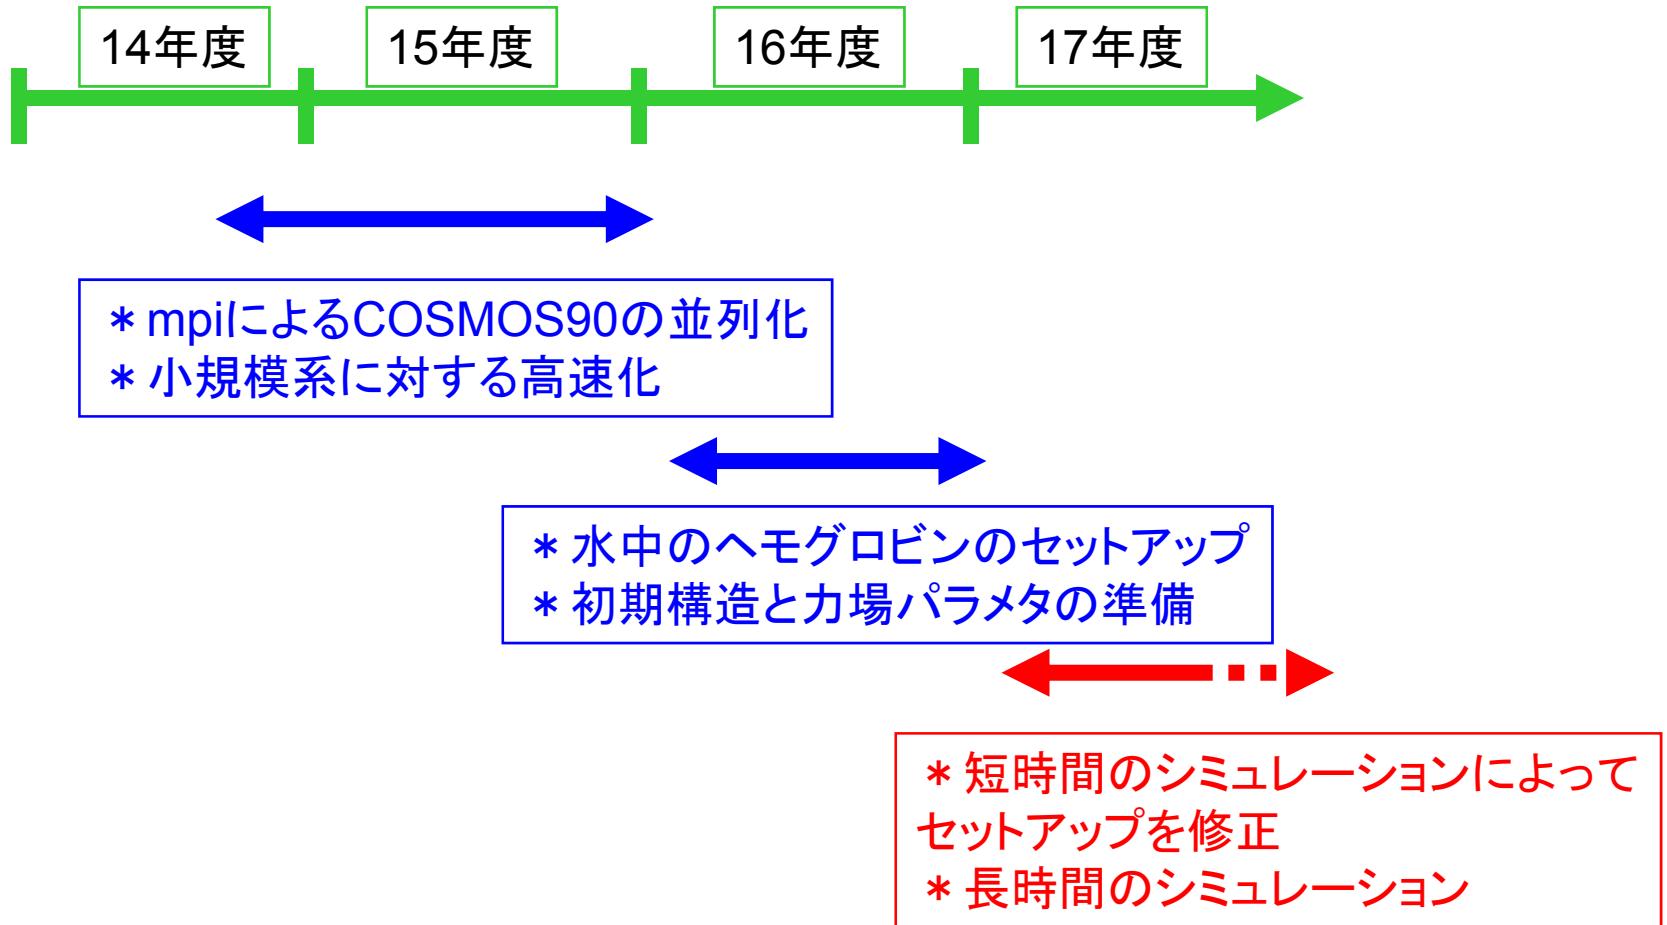 14年度 15年度 16年度 17年度
＊mpiによるCOSMOS90の並列化
＊小規模系に対する高速化
＊水中のヘモグロビンのセットアップ
＊初期構造と力場パラメタの準備
＊短時間のシミュレーションによって
セットアップを修正
＊長時間のシミュレーション